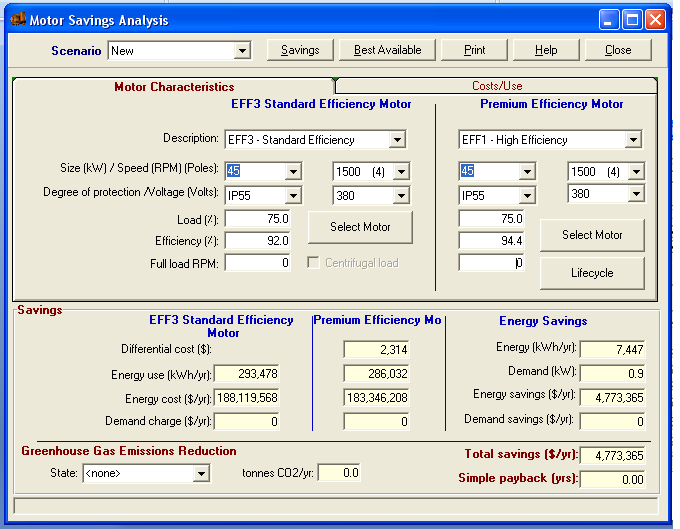 Motor Savings Analysis
Scenario New Savings Best Available Print Help Close
Motor Characteristics Costs/Use
EFF3 Standard Efficiency Motor Premium Efficiency Motor
Description: EFF3 - Standard Efficiency EFF1 - High Efficiency
Size (kW) / Speed (RPM) (Poles): 45 1500 (4) 45 1500 (4)
Degree of protection /Voltage (Volts): IP55 380 IP55 380
Load (%): 75.0 Select Motor 75.0
Efficiency (%): 92.0 94.4 Select Motor
Full load RPM: 0 Centrifugal load 0 Lifecycle
Savings
EFF3 Standard Efficiency Motor Premium Efficiency Mo Energy Savings
Differential cost ($): 2,314 Energy (kWh/yr): 7,447
Energy use (kWh/yr): 293,478 286,032 Demand (kW): 0.9
Energy cost ($/yr): 188,119,568 183,346,208 Energy savings ($/yr): 4,773,365
Demand charge ($/yr): 0 0 Demand savings ($/yr): 0
Greenhouse Gas Emissions Reduction Total savings ($/yr): 4,773,365
State: <none> tonnes CO2/yr: 0.0 Simple payback (yrs): 0.00